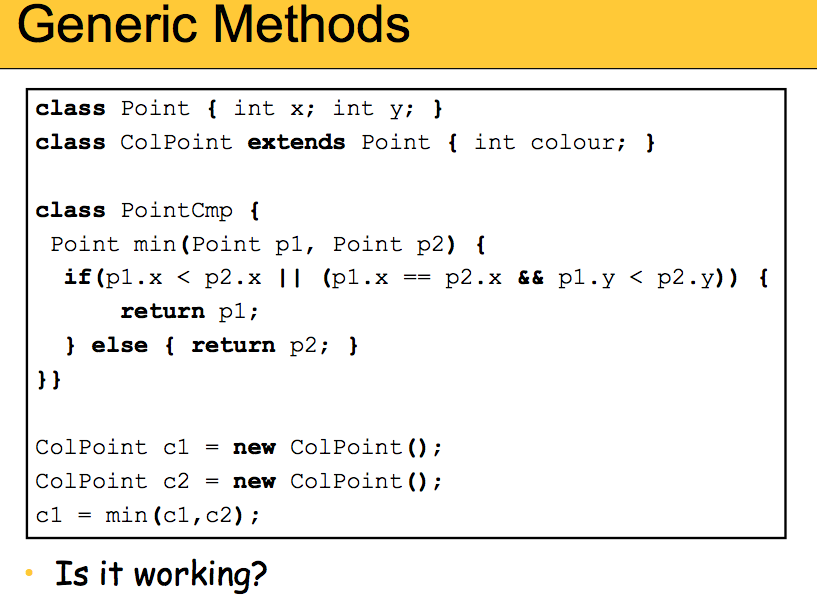 Generic Methods
class Point { int x; int y; }
class ColPoint extends Point { int colour; }
class PointCmp {
Point min(Point p1, Point p2) {
if(p1.x < p2.x || (p1.x == p2.x && p1.y < p2.y)) {
return p1;
} else { return p2; }
}}
ColPoint c1 = new ColPoint();
ColPoint c2 = new ColPoint();
c1 = min(c1,c2);
• Is it working?